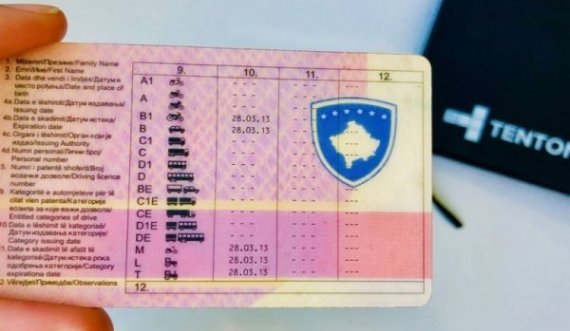 1. Mbiemri/Презиме/Family Name
2. Emri/Име/First Name
3. Data dhe vendi i lindjes/Датум и
место рођења/Date and place of
birth
4a. Data e lëshimit/Датум издавања/
Issuing date
4b. Data e skadimit/Датум истека/
Expiration date
4c. Organi i lëshimit/Орган који је
издао/Issuing Authority
4d. Numri personal/Лични број/
Personal number
5. Numri i patentë shoferit/Број
возачке дозволе/Driving licence
number
9. Kategoritë e automjeteve për të
cilat vlen patenta/Категорије
возила за које важи дозвола/
Entitled categories of drive
10. Data e lëshimit të kategorisë/
Датум издавања категорије/
Category issuing date
11. Data e skadimit të afatit të
kategorisë/Датум истека рока
одобрења категорије/Category
expiration date
12. Vërejtje/Примедбе/Observations
9. 10. 11. 12.
A1
A
B1 28.03.13
B 28.03.13
C1
C
D1
D
BE
C1E
CE
D1E
DE
M 28.03.13
L 28.03.13
T 28.03.13
12.
TENTO